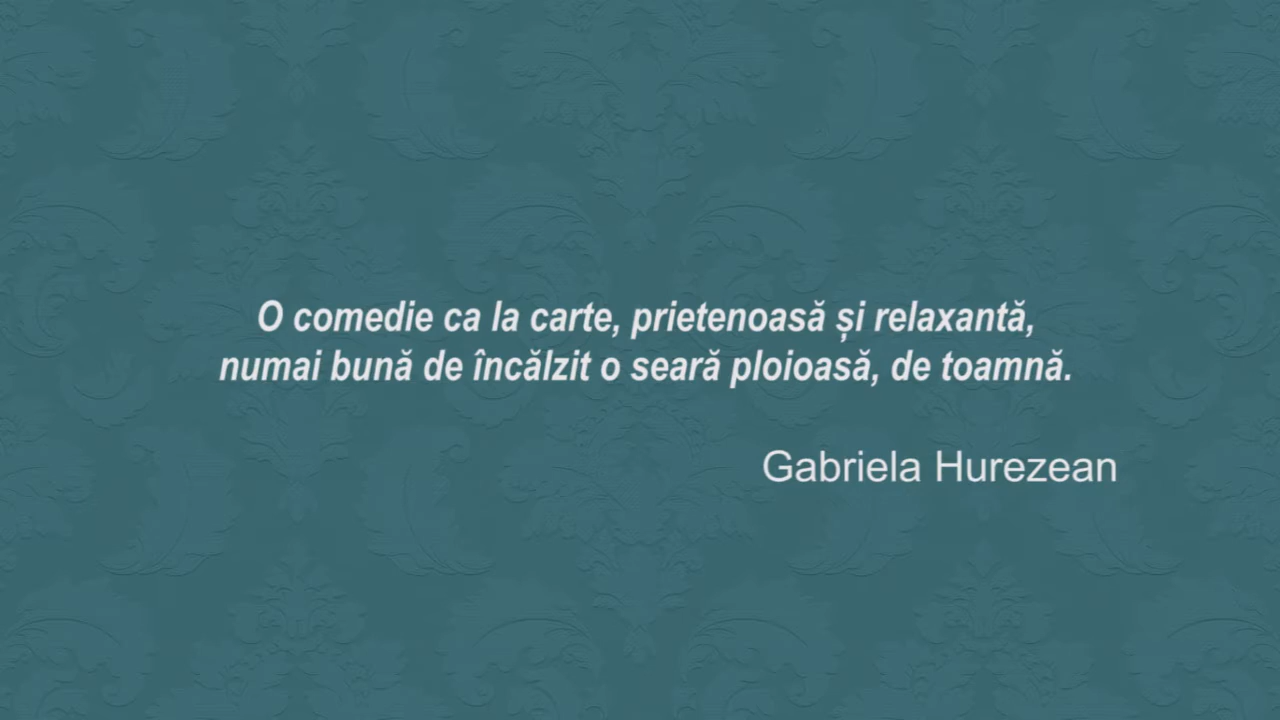 O comedie ca la carte, prietenoasă și relaxantă,
numai bună de încălzit o seară ploioasă, de toamnă.
Gabriela Hurezean